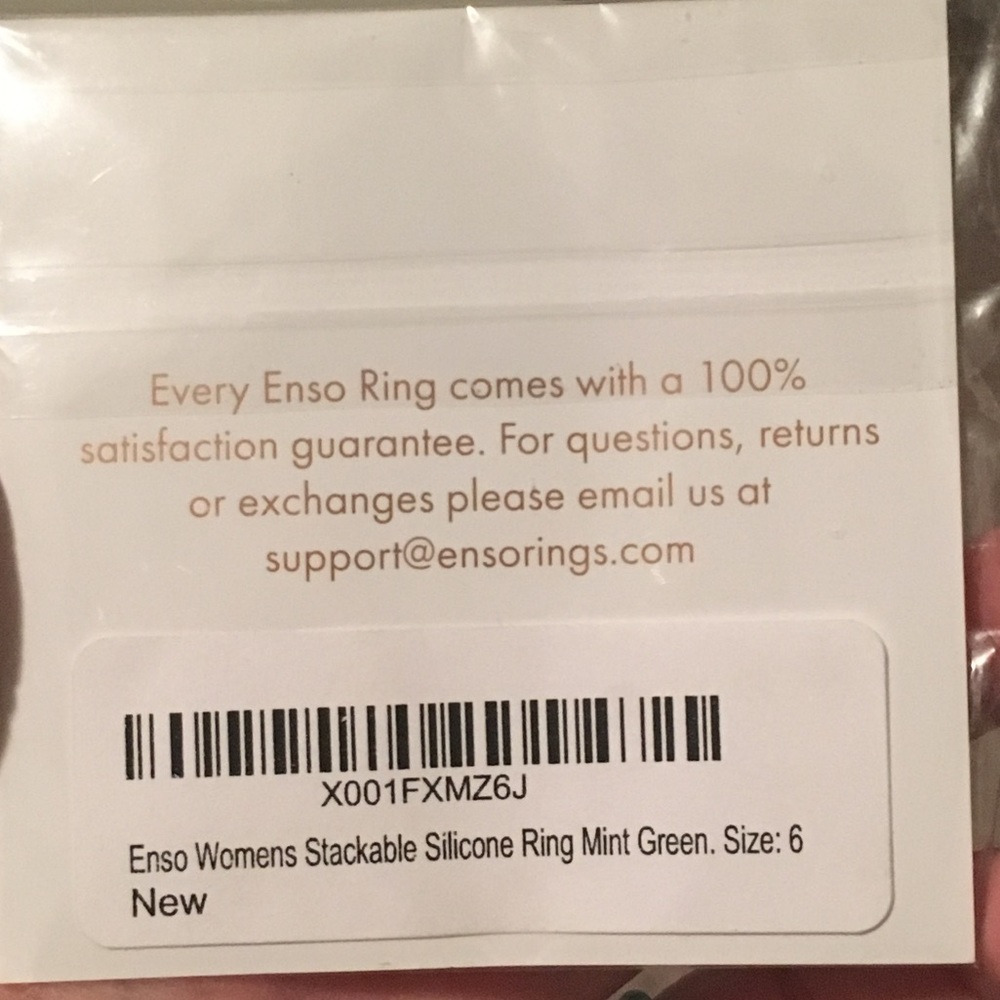 Every Enso Ring comes with a 100%
satisfaction guarantee. For questions, returns
or exchanges please email us at
support@ensorings.com
X001FXMZ6J
Enso Womens Stackable Silicone Ring Mint Green. Size: 6
New